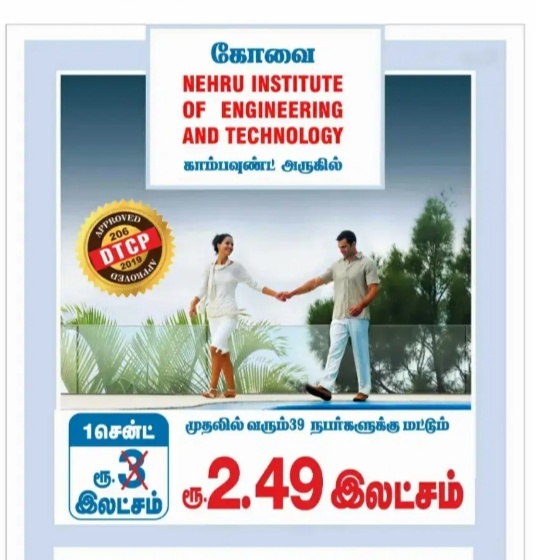 கோவை
NEHRU INSTITUTE
OF ENGINEERING
AND TECHNOLOGY
காம்பவுண்ட் அருகில்
APPROVED
206
DTCP
2019
APPROVED
1சென்ட்
ரூ.3
இலட்சம்
முதலில் வரும்39 நபர்களுக்கு மட்டும்
ரூ.2.49 இலட்சம்